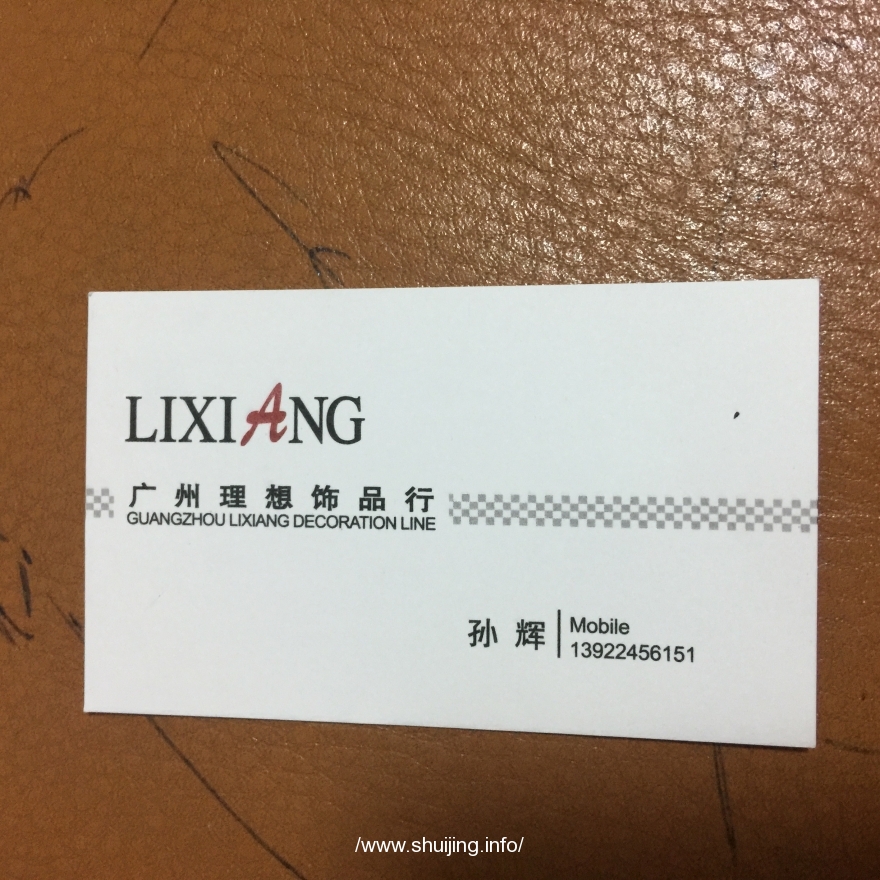 LIXIANG
广州理想饰品行
GUANGZHOU LIXIANG DECORATION LINE
孙辉
Mobile
13922456151
/www.shuijing.info/